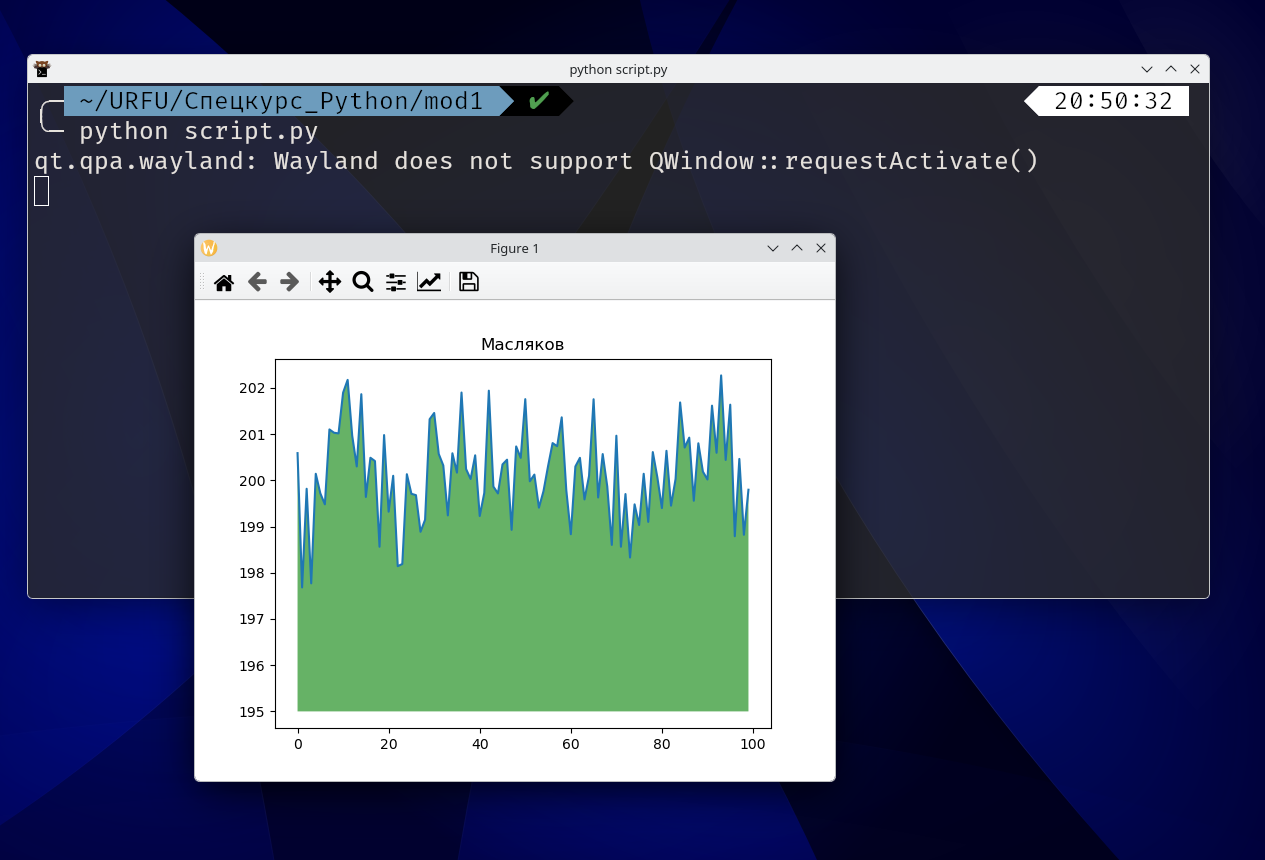 python script.py
~/URFU/Спецкурс_Python/mod1 ✔ 20:50:32
python script.py
qt.qpa.wayland: Wayland does not support QWindow::requestActivate()
Figure 1
Масляков
202
201
200
199
198
197
196
195
0 20 40 60 80 100